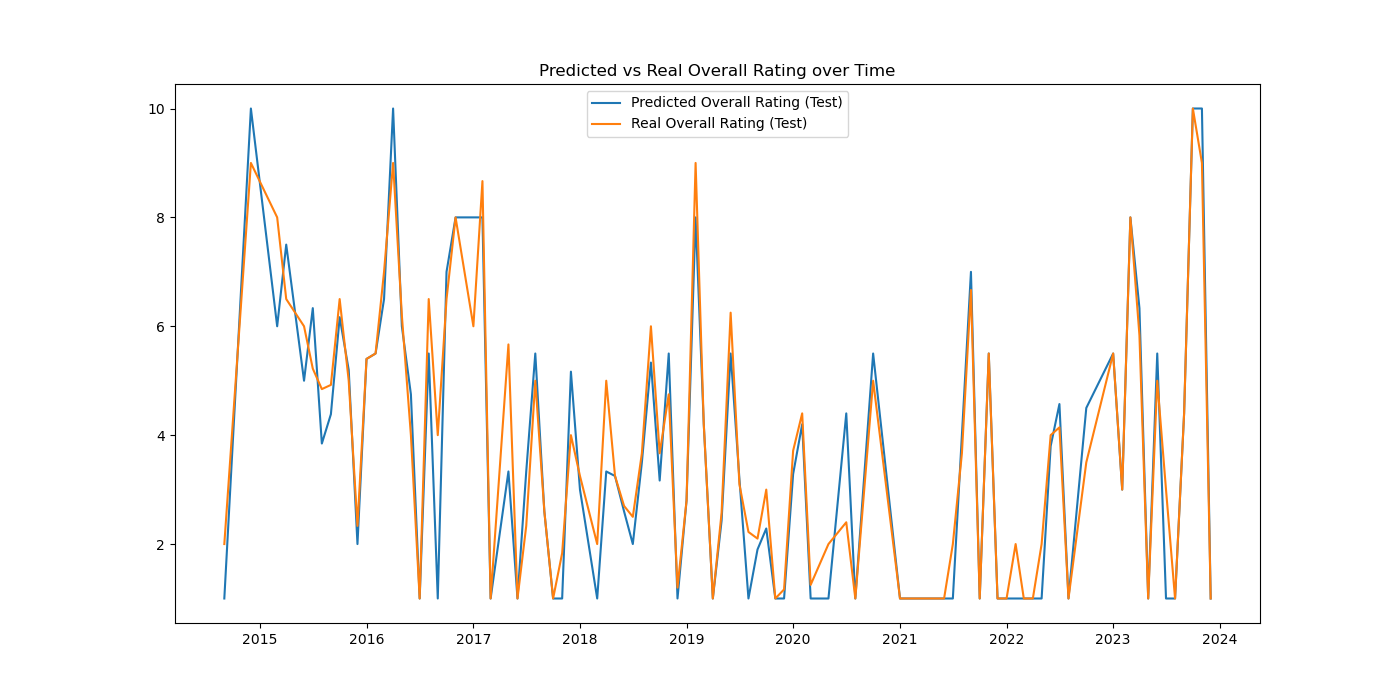 Predicted vs Real Overall Rating over Time
Predicted Overall Rating (Test)
Real Overall Rating (Test)
10
8
6
4
2
2015 2016 2017 2018 2019 2020 2021 2022 2023 2024